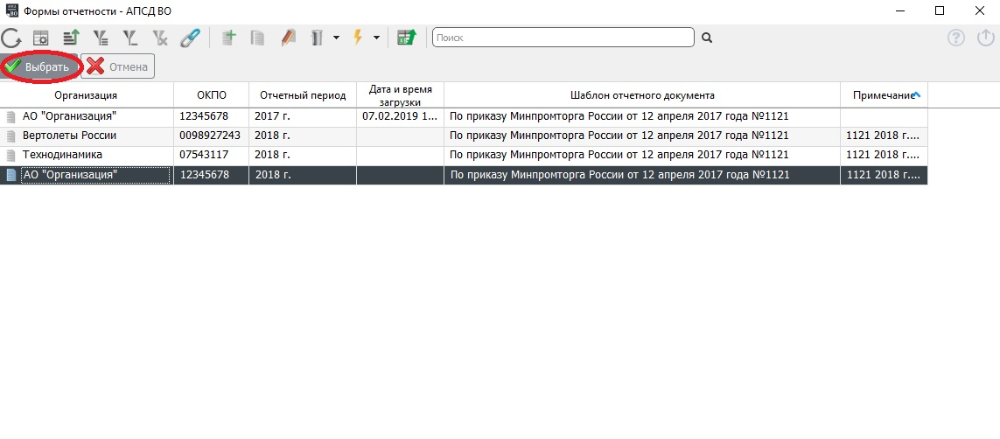 Формы отчетности - АПСД ВО
Поиск
Выбрать
Отмена
Организация ОКПО Отчетный период Дата и время загрузки Шаблон отчетного документа Примечание
АО "Организация" 12345678 2017 г. 07.02.2019 1... По приказу Минпромторга России от 12 апреля 2017 года №1121
Вертолеты России 0098927243 2018 г. По приказу Минпромторга России от 12 апреля 2017 года №1121 1121 2018 г....
Технодинамика 07543117 2018 г. По приказу Минпромторга России от 12 апреля 2017 года №1121 1121 2018 г....
АО "Организация" 12345678 2018 г. По приказу Минпромторга России от 12 апреля 2017 года №1121 1121 2018 г....